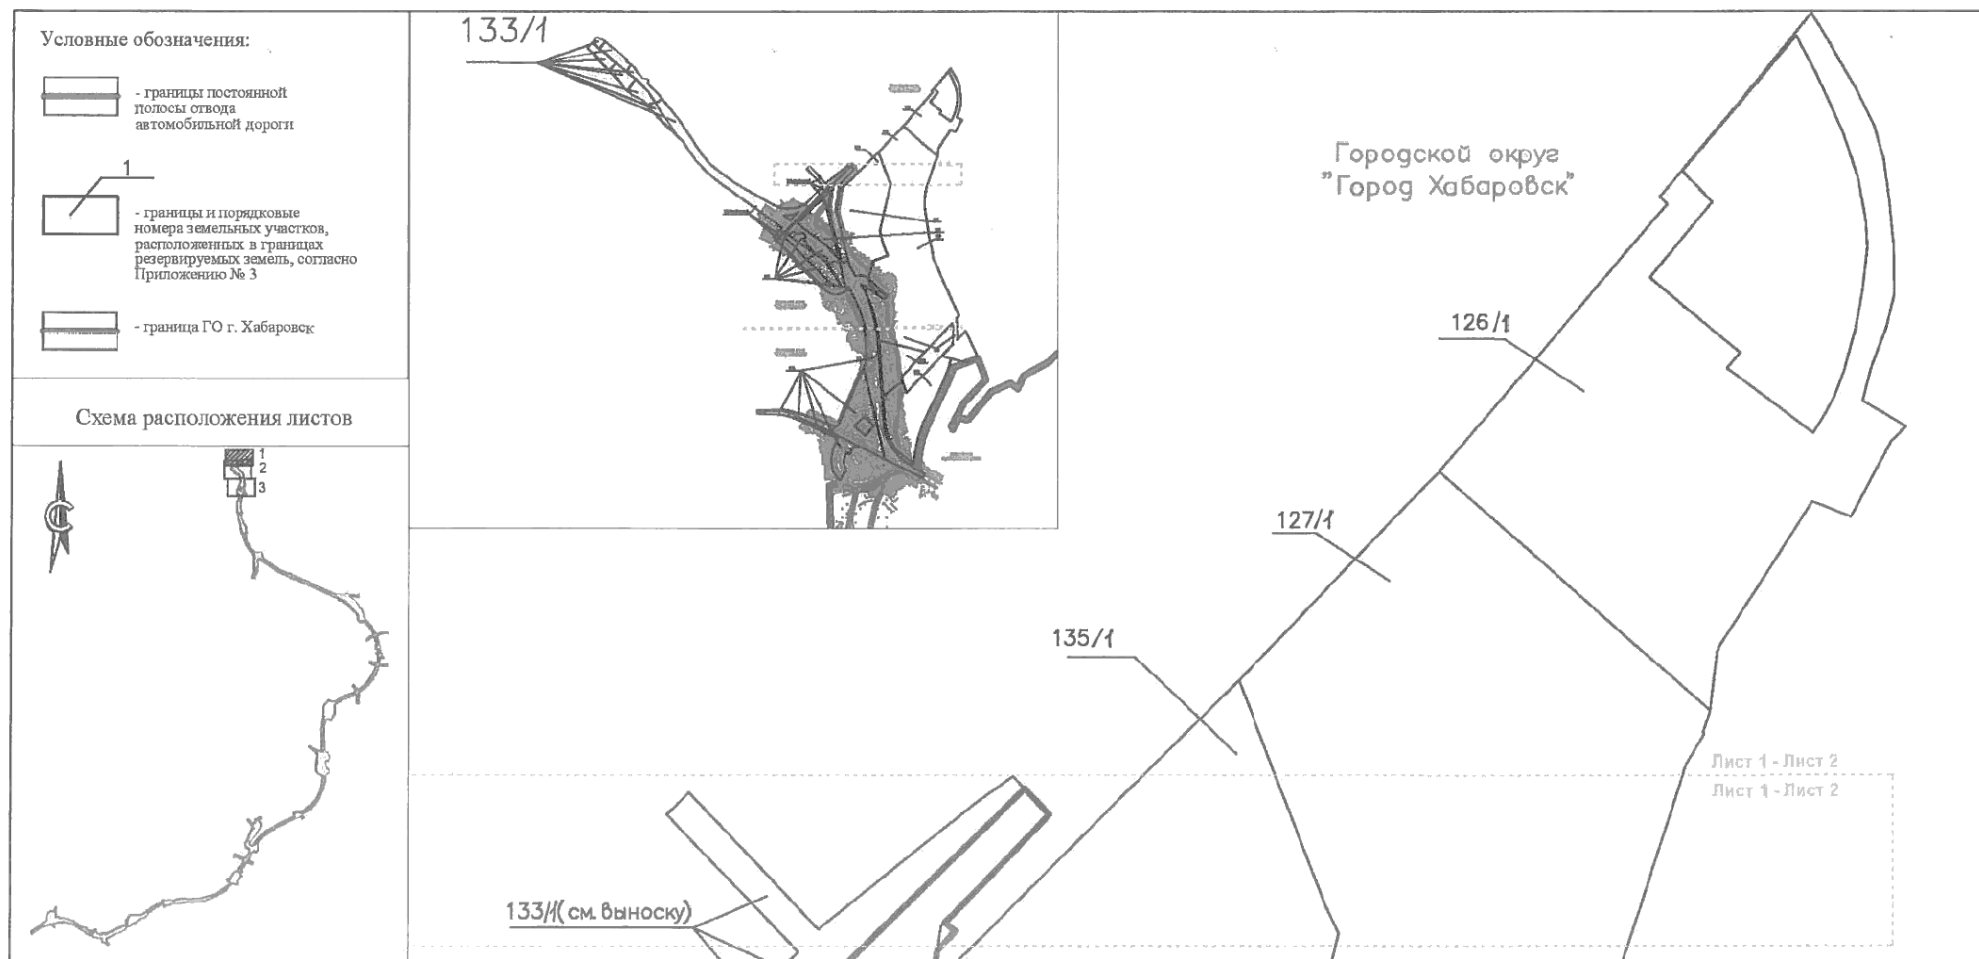 Условные обозначения:
- границы постоянной
полосы отвода
автомобильной дороги
1
- границы и порядковые
номера земельных участков,
расположенных в границах
резервируемых земель, согласно
Приложению № 3
- граница ГО г. Хабаровск
Схема расположения листов
1
2
3
С
133/1
Городской округ
"Город Хабаровск"
126/1
127/1
135/1
Лист 1 - Лист 2
Лист 1 - Лист 2
133/1( см. выноску)